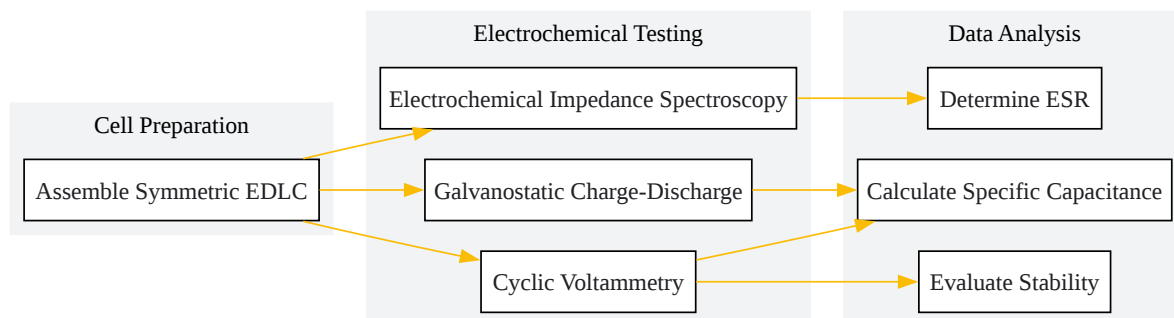 Cell Preparation
Assemble Symmetric EDLC
Electrochemical Testing
Electrochemical Impedance Spectroscopy
Galvanostatic Charge-Discharge
Cyclic Voltammetry
Data Analysis
Determine ESR
Calculate Specific Capacitance
Evaluate Stability